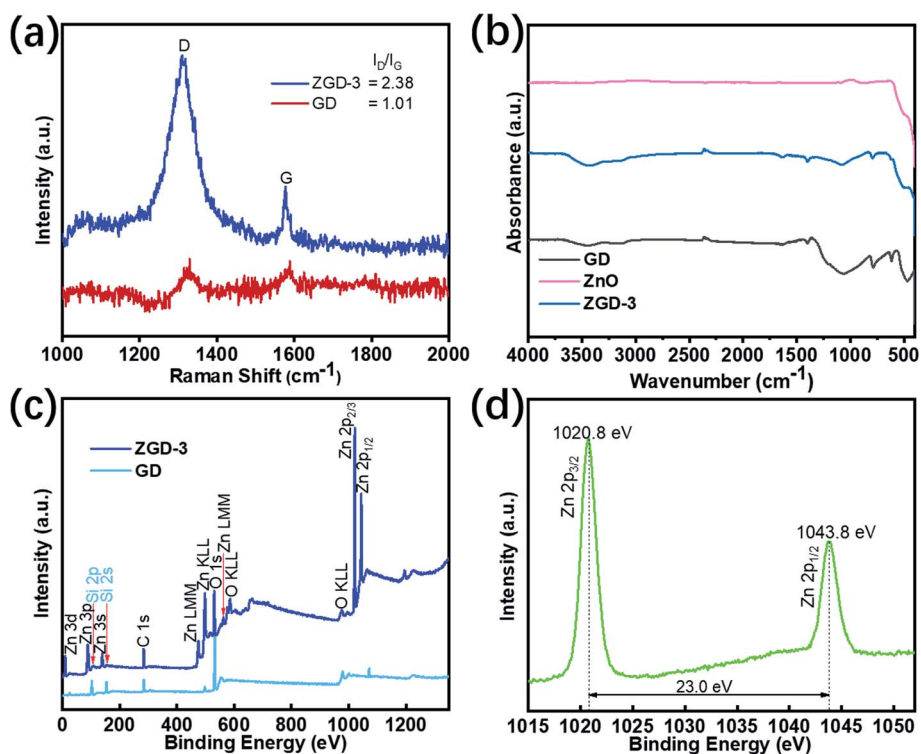 (a)
D
I_D/I_G
ZGD-3 = 2.38
GD = 1.01
G
Intensity (a.u.)
1000 1200 1400 1600 1800 2000
Raman Shift (cm⁻¹)
(b)
Absorbance (a.u.)
GD
ZnO
ZGD-3
4000 3500 3000 2500 2000 1500 1000 500
Wavenumber (cm⁻¹)
(c)
ZGD-3
GD
Intensity (a.u.)
Zn 3d
Zn 3p
Si 2p
Zn 3s
Si 2s
C 1s
Zn LMM
Zn KLL
O 1s
Zn LMM
O KLL
O KLL
Zn 2p_2/3
Zn 2p_1/2
0 200 400 600 800 1000 1200
Binding Energy (eV)
(d)
1020.8 eV
Zn 2p_3/2
1043.8 eV
Zn 2p_1/2
23.0 eV
Intensity (a.u.)
1015 1020 1025 1030 1035 1040 1045 1050
Binding Energy (eV)